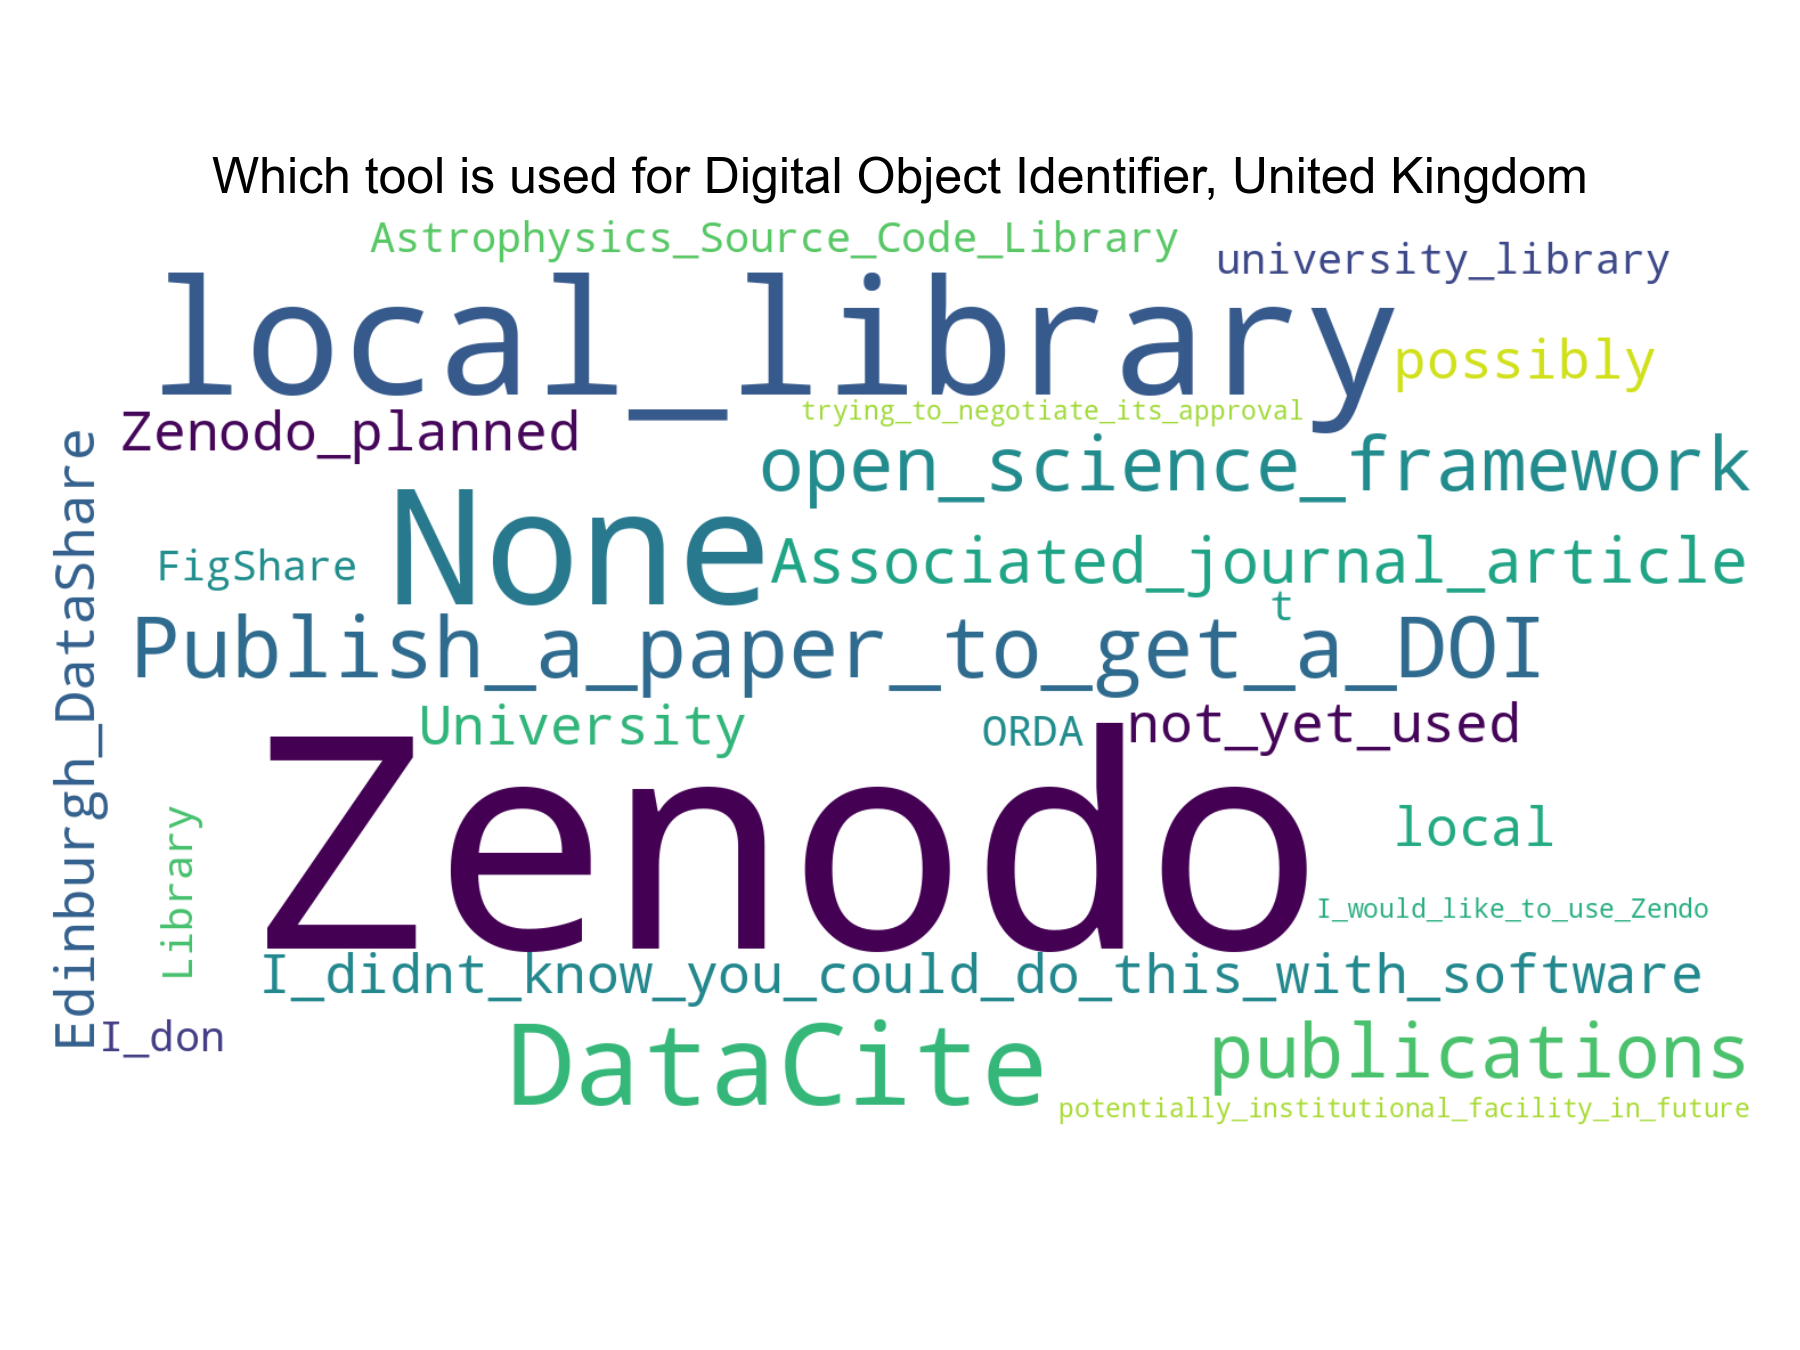 Which tool is used for Digital Object Identifier, United Kingdom
Astrophysics_Source_Code_Library
university_library
local_library
possibly
Zenodo_planned
trying_to_negotiate_its_approval
open_science_framework
None
FigShare
Associated_journal_article
t
Publish_a_paper_to_get_a_DOI
Edinburgh_DataShare
University
ORDA
not_yet_used
Zenodo
local
Library
I_would_like_to_use_Zendo
I_didnt_know_you_could_do_this_with_software
I_don
DataCite
publications
potentially_institutional_facility_in_future